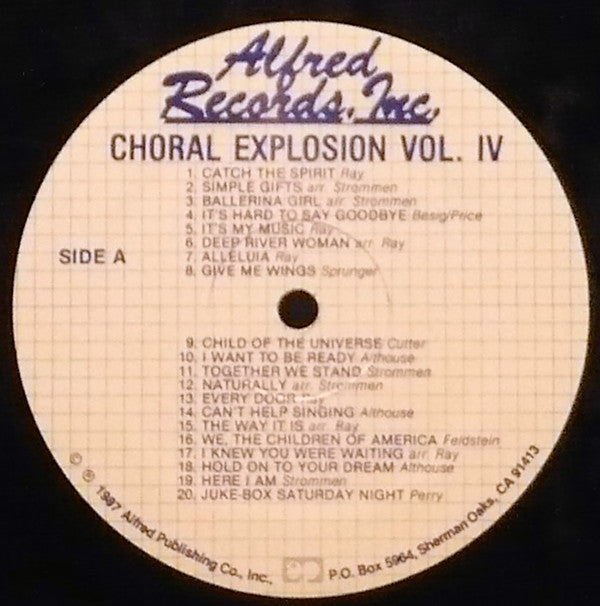 Alfred
Records, Inc.
CHORAL EXPLOSION VOL. IV
1. CATCH THE SPIRIT Ray
2. SIMPLE GIFTS arr. Strommen
3. BALLERINA GIRL arr. Strommen
4. IT'S HARD TO SAY GOODBYE Besig/Price
5. IT'S MY MUSIC Ray
6. DEEP RIVER WOMAN arr. Ray
7. ALLELUIA Ray
8. GIVE ME WINGS Sprunger
SIDE A
9. CHILD OF THE UNIVERSE Cutter
10. I WANT TO BE READY Althouse
11. TOGETHER WE STAND Strommen
12. NATURALLY arr. Strommen
13. EVERY DOOR Ray
14. CAN'T HELP SINGING Althouse
15. THE WAY IT IS arr. Ray
16. WE, THE CHILDREN OF AMERICA Feldstein
17. I KNEW YOU WERE WAITING arr. Ray
18. HOLD ON TO YOUR DREAM Althouse
19. HERE I AM Strommen
20. JUKE-BOX SATURDAY NIGHT Perry
© ℗ 1987 Alfred Publishing Co., Inc., P.O. Box 5964, Sherman Oaks, CA 91413